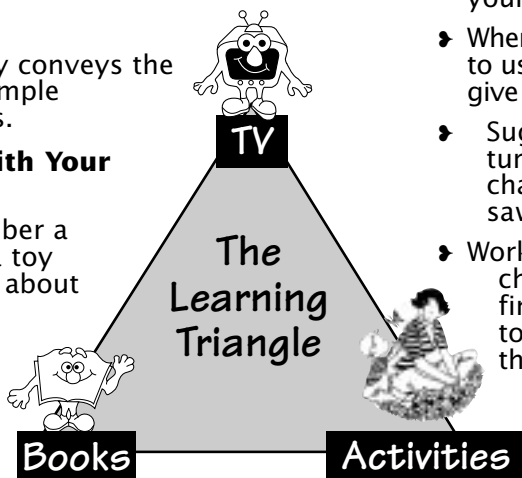 y conveys the
mple
s.
ith Your
ber a
toy
about
TV
The
Learning
Triangle
Books
Activities
your
❥ When
to us
give
❥ Sug
tur
cha
sav
❥ Work
ch
fin
to
th